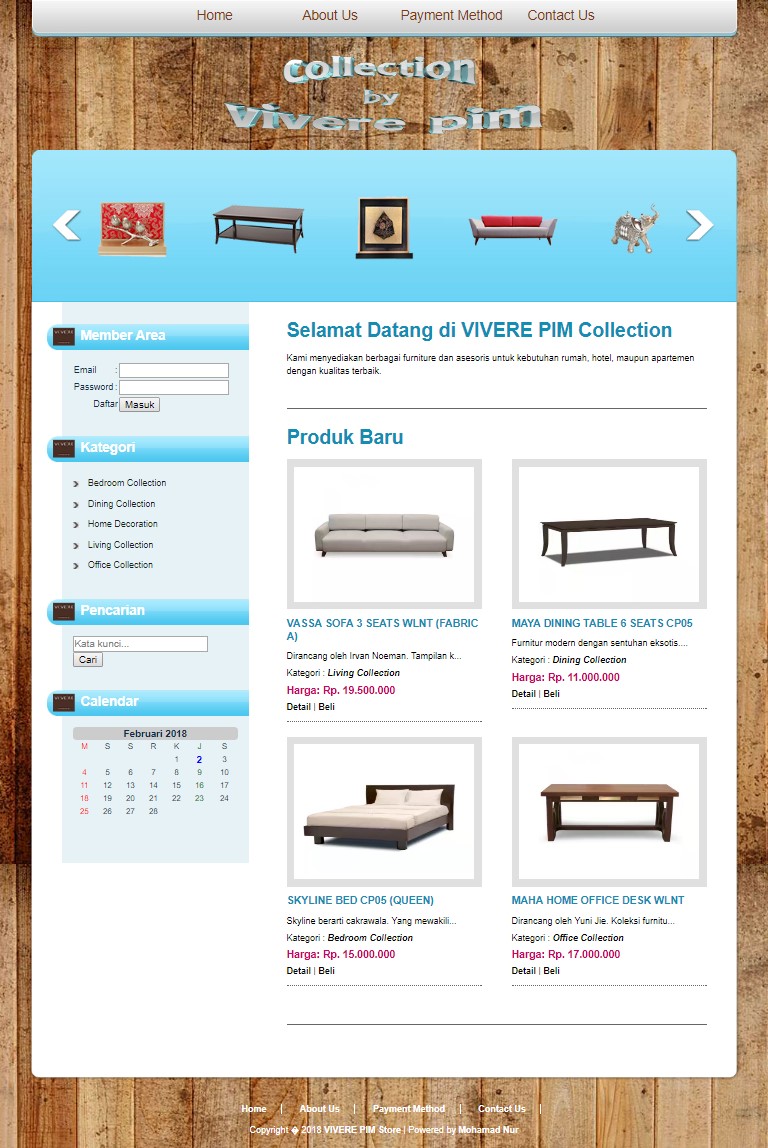 Home About Us Payment Method Contact Us
Collection
by
Vivere pim
VIVERE Member Area
Email :
Password :
Daftar Masuk
VIVERE Kategori
Bedroom Collection
Dining Collection
Home Decoration
Living Collection
Office Collection
VIVERE Pencarian
Kata kunci...
Cari
VIVERE Calendar
Februari 2018
M S S R K J S
1 2 3
4 5 6 7 8 9 10
11 12 13 14 15 16 17
18 19 20 21 22 23 24
25 26 27 28
Selamat Datang di VIVERE PIM Collection
Kami menyediakan berbagai furniture dan asesoris untuk kebutuhan rumah, hotel, maupun apartemen
dengan kualitas terbaik.
Produk Baru
VASSA SOFA 3 SEATS WLNT (FABRIC
A)
Dirancang oleh Irvan Noeman. Tampilan k...
Kategori : Living Collection
Harga: Rp. 19.500.000
Detail | Beli
MAYA DINING TABLE 6 SEATS CP05
Furnitur modern dengan sentuhan eksotis....
Kategori : Dining Collection
Harga: Rp. 11.000.000
Detail | Beli
SKYLINE BED CP05 (QUEEN)
Skyline berarti cakrawala. Yang mewakili...
Kategori : Bedroom Collection
Harga: Rp. 15.000.000
Detail | Beli
MAHA HOME OFFICE DESK WLNT
Dirancang oleh Yuni Jie. Koleksi furnitu...
Kategori : Office Collection
Harga: Rp. 17.000.000
Detail | Beli
Home | About Us | Payment Method | Contact Us |
Copyright � 2018 VIVERE PIM Store | Powered by Mohamad Nur